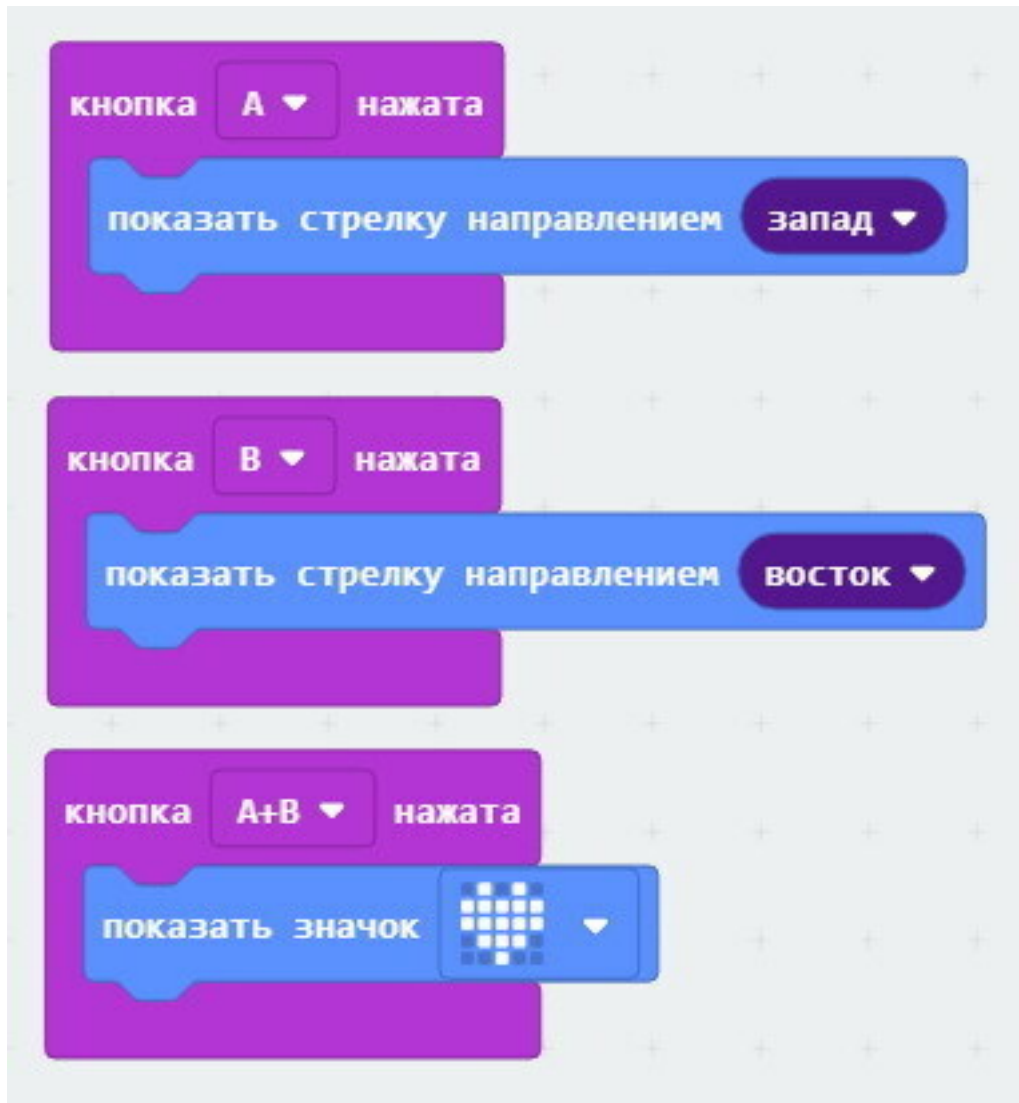 кнопка A нажата
показать стрелку направлением запад
кнопка B нажата
показать стрелку направлением восток
кнопка A+B нажата
показать значок